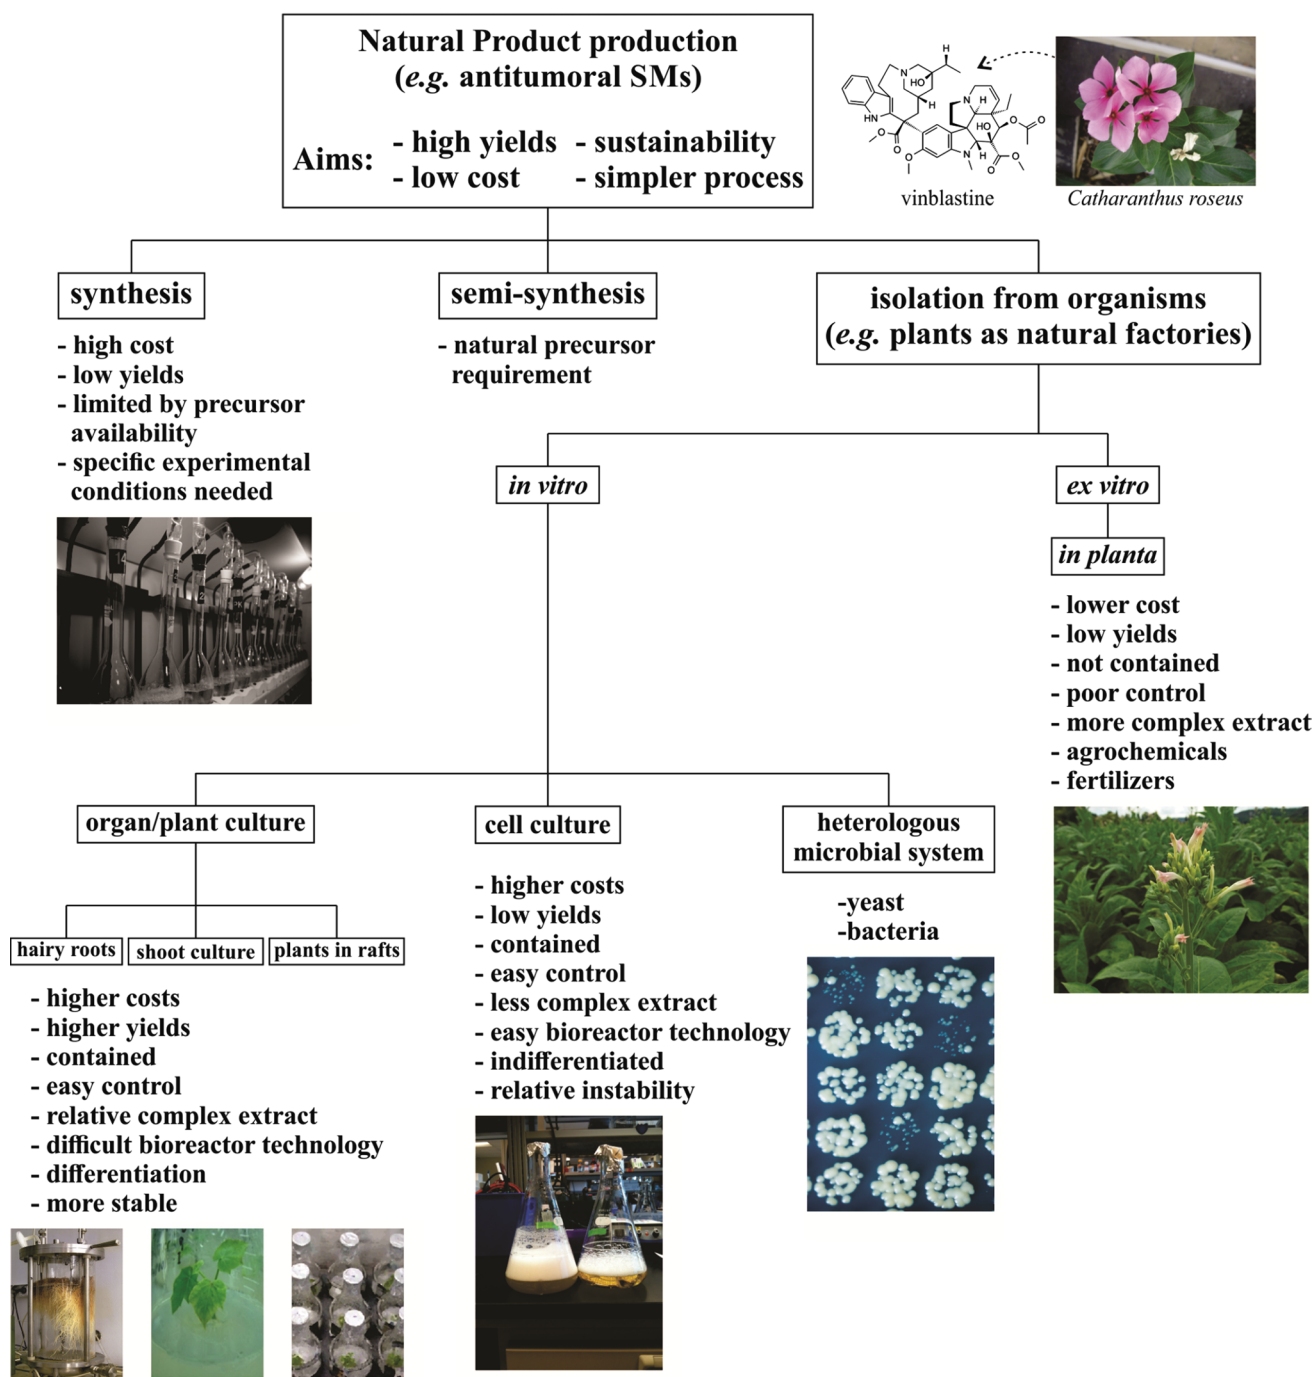 Natural Product production
(e.g. antitumoral SMs)
Aims:
- high yields
- low cost
- sustainability
- simpler process
H
N
HO
H
HN
O
O
O
N
H
HO
N
H
O
O
O
O
vinblastine
Catharanthus roseus
synthesis
- high cost
- low yields
- limited by precursor
availability
- specific experimental
conditions needed
14
2
semi-synthesis
- natural precursor
requirement
isolation from organisms
(e.g. plants as natural factories)
in vitro
ex vitro
in planta
- lower cost
- low yields
- not contained
- poor control
- more complex extract
- agrochemicals
- fertilizers
organ/plant culture
hairy roots
shoot culture
plants in rafts
- higher costs
- higher yields
- contained
- easy control
- relative complex extract
- difficult bioreactor technology
- differentiation
- more stable
cell culture
- higher costs
- low yields
- contained
- easy control
- less complex extract
- easy bioreactor technology
- indifferentiated
- relative instability
heterologous
microbial system
-yeast
-bacteria